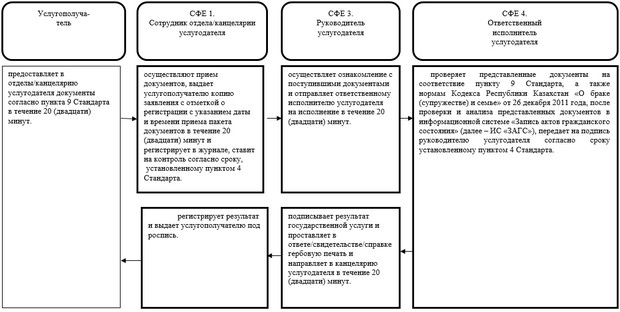 Услугополуча-
тель
СФЕ 1.
Сотрудник отдела/канцелярии
услугодателя
СФЕ 3.
Руководитель
услугодателя
СФЕ 4.
Ответственный
исполнитель
услугодателя
предоставляет в
отделы/канцелярию
услугодателя документы
согласно пункта 9 Стандарта
в течение 20 (двадцати)
минут.
осуществляют прием
документов, выдает
услугополучателю копию
заявления с отметкой о
регистрации с указанием даты
и времени приема пакета
документов в течение 20
(двадцати) минут и
регистрирует в журнале, ставит
на контроль согласно сроку,
установленному пунктом 4
Стандарта.
осуществляет ознакомление с
поступившими документами
и отправляет ответственному
исполнителю услугодателя
на исполнение в течение 20
(двадцати) минут.
проверяет представленные документы на
соответствие пункту 9 Стандарта, а также
нормам Кодекса Республики Казахстан «О браке
(супружестве) и семье» от 26 декабря 2011 года, после
проверки и анализа представленных документов в
информационной системе «Запись актов гражданского
состояния» (далее – ИС «ЗАГС»), передает на подпись
руководителю услугодателя согласно сроку
установленному пунктом 4 Стандарта.
регистрирует результат
и выдает услугополучателю под
роспись.
подписывает результат
государственной услуги и
проставляет в
ответе/свидетельстве/справке
гербовую печать и
направляет в канцелярию
услугодателя в течение 20
(двадцати) минут.